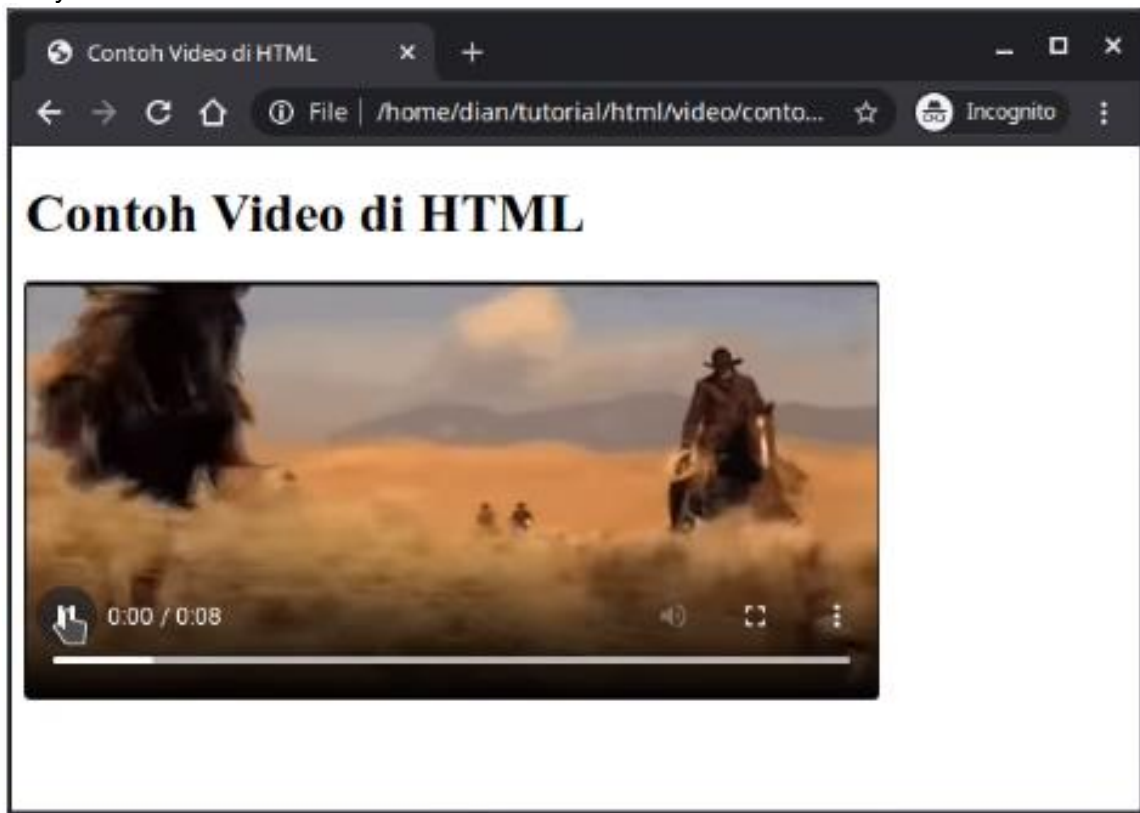 Contoh Video di HTML
File | /home/dian/tutorial/html/video/conto... Incognito
Contoh Video di HTML
0:00 / 0:08